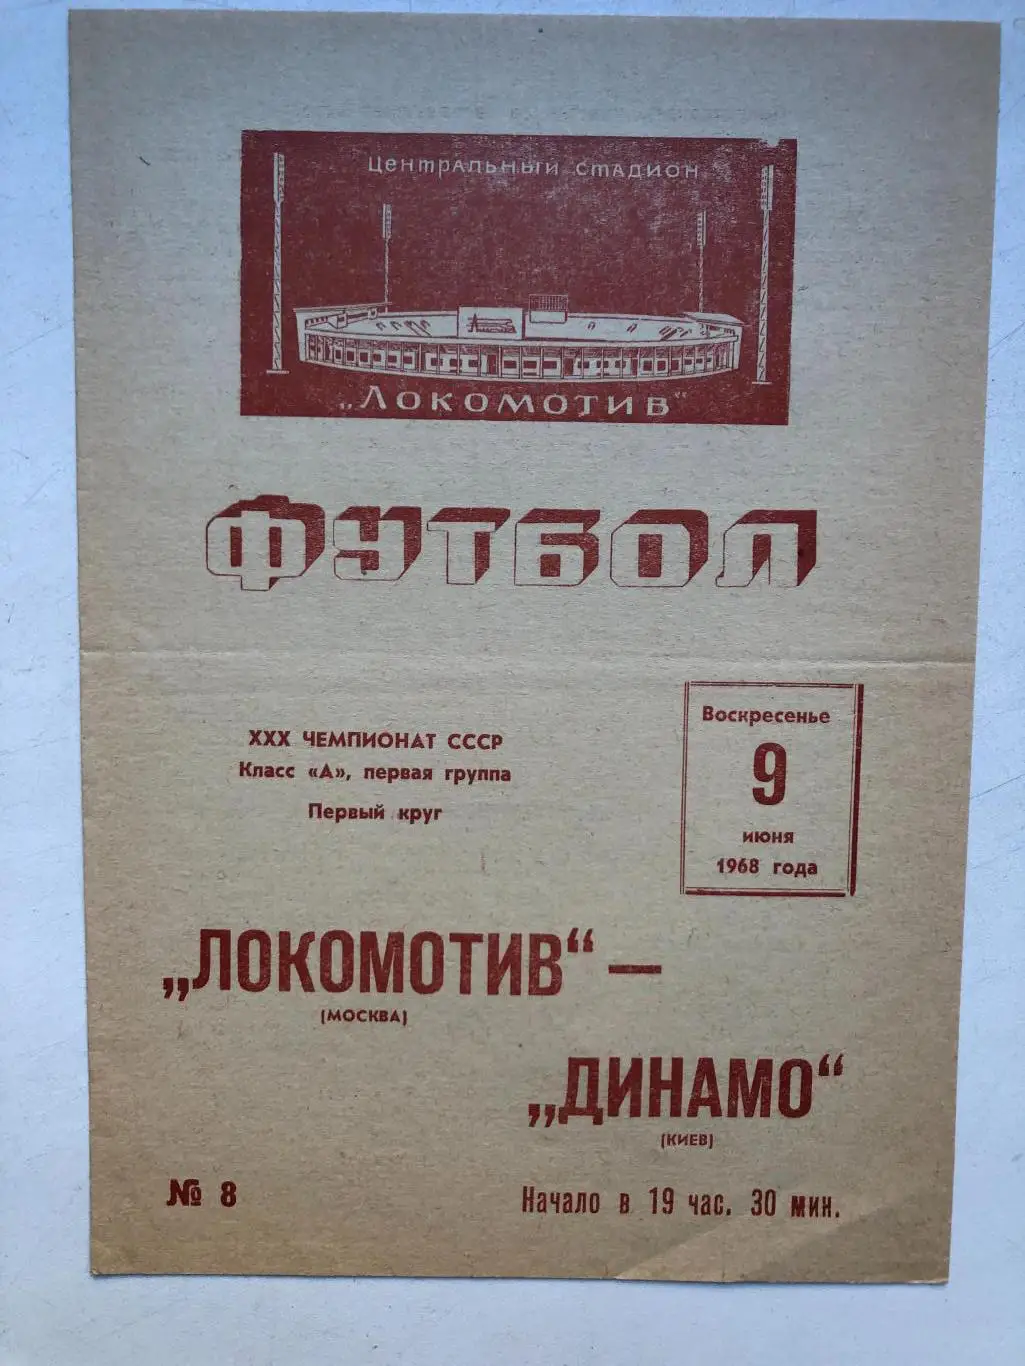 Центральный стадион
„Локомотив“
ФУТБОЛ
XXX ЧЕМПИОНАТ СССР
Класс «А», первая группа
Первый круг
Воскресенье
9
июня
1968 года
„ЛОКОМОТИВ“ —
(МОСКВА)
„ДИНАМО“
(КИЕВ)
№ 8
Начало в 19 час. 30 мин.